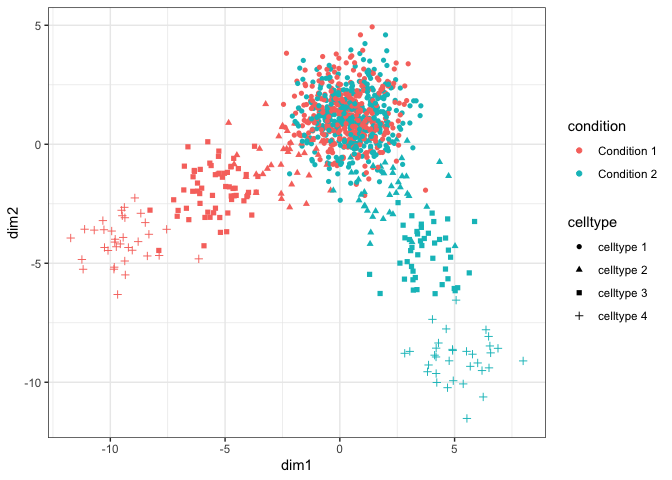 5
0
-5
-10
dim2
-10
-5
0
5
dim1
condition
Condition 1
Condition 2
celltype
celltype 1
celltype 2
celltype 3
celltype 4